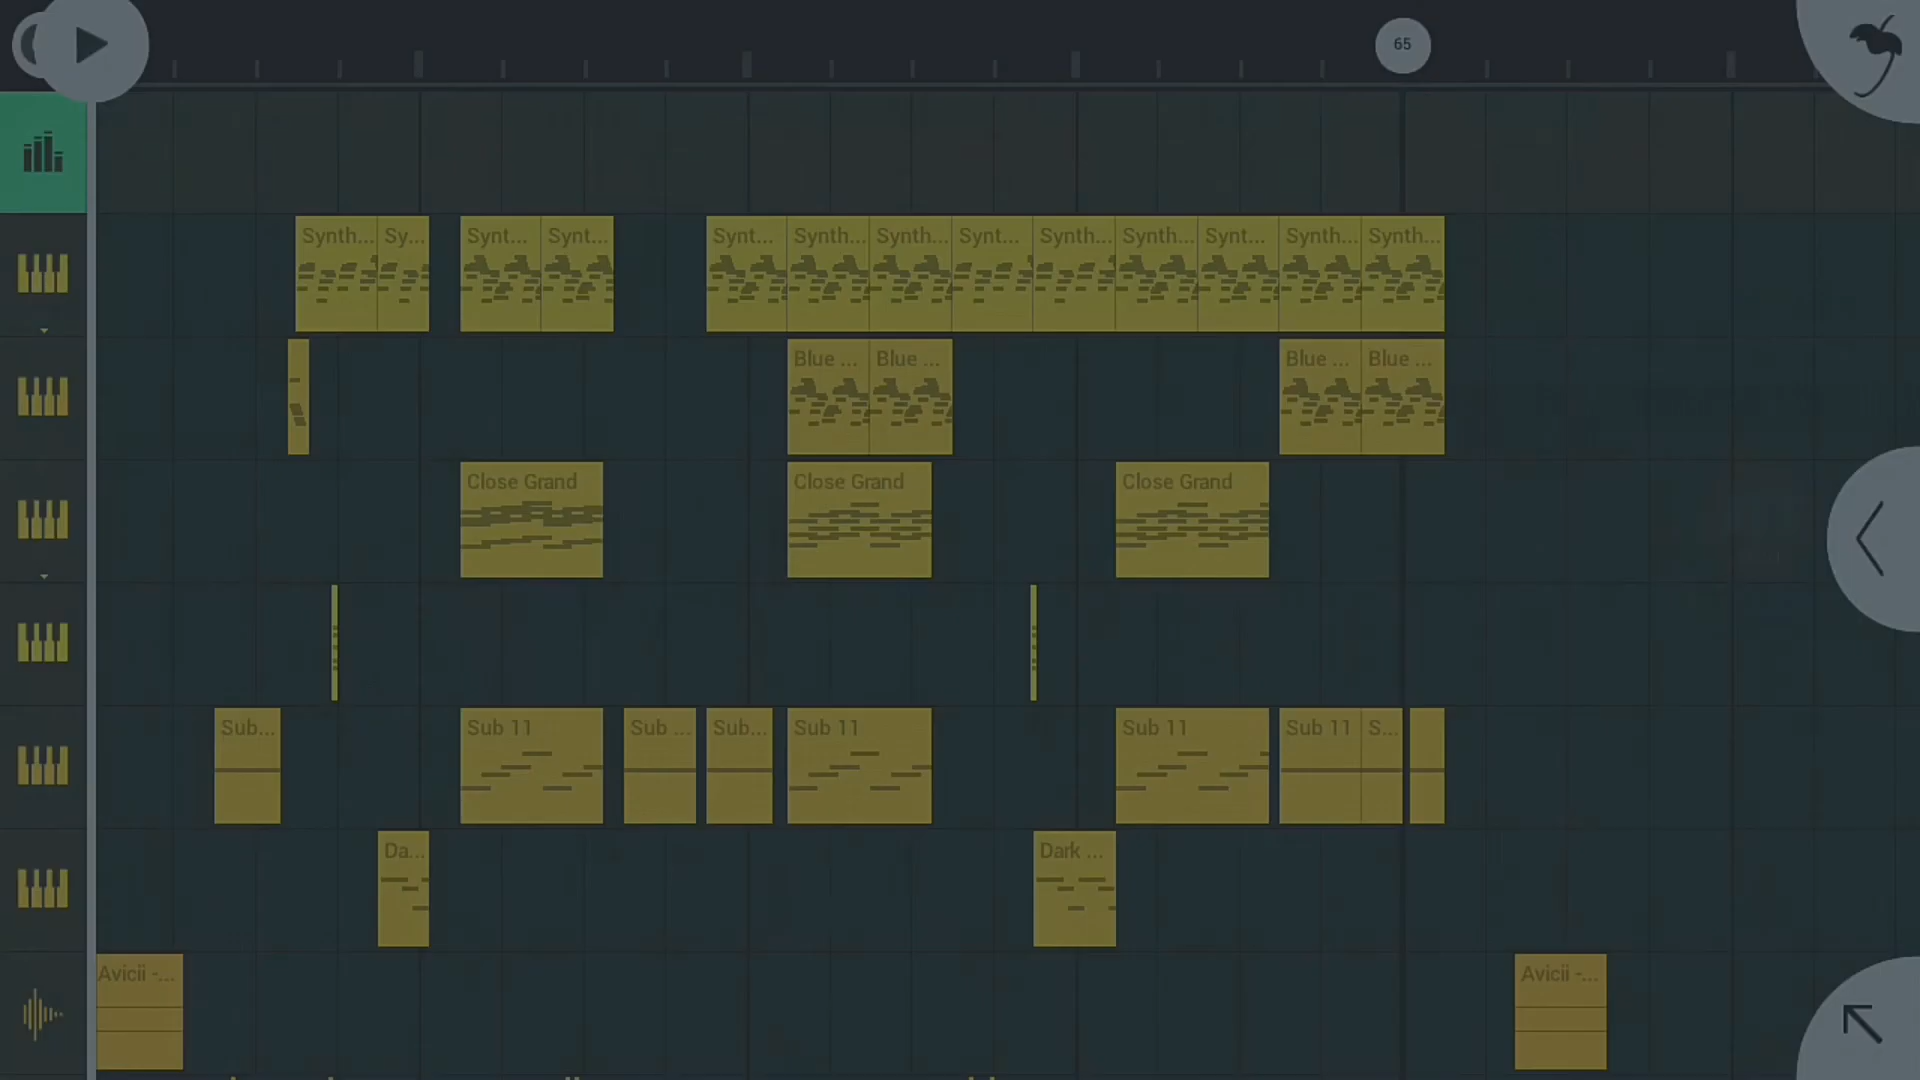 65
Synth... Sy... Synt... Synt... Synt... Synth... Synth... Synt... Synth... Synth... Synt... Synth... Synth...
Blue ... Blue ... Blue ... Blue ...
Close Grand Close Grand Close Grand
Sub... Sub 11 Sub ... Sub... Sub 11 Sub 11 Sub 11 S...
Da... Dark ...
Avicii -... Avicii -...